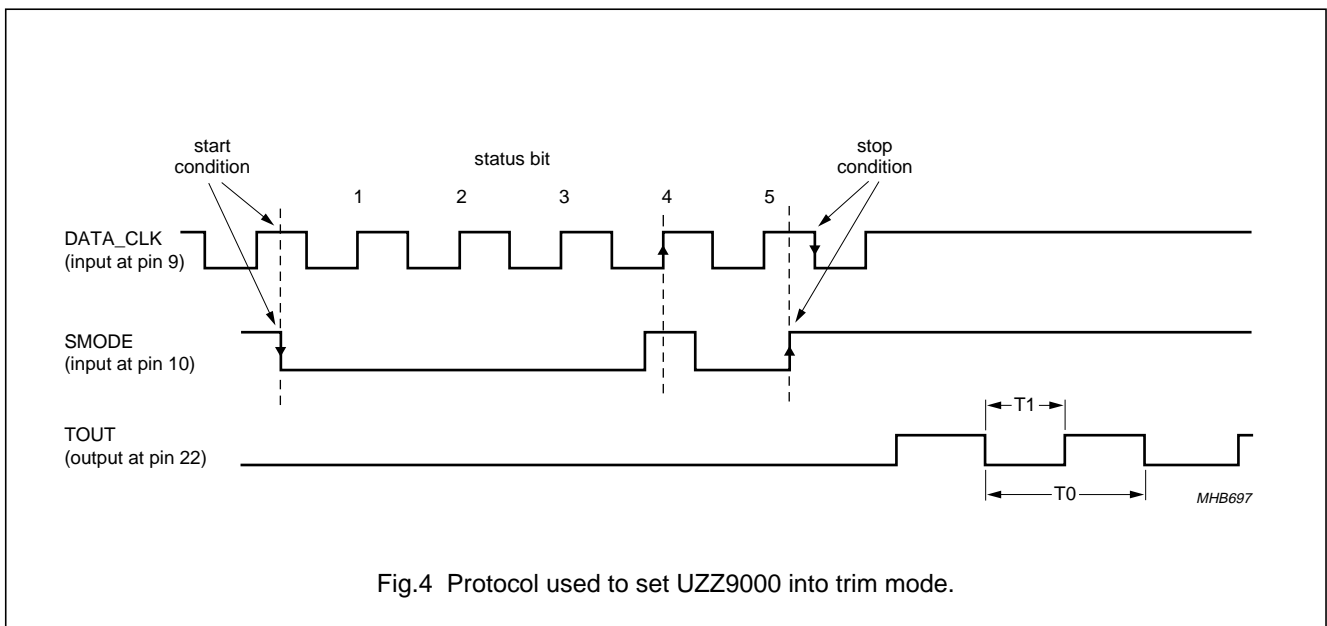 start
condition
status bit
stop
condition
1 2 3 4 5
DATA_CLK
(input at pin 9)
SMODE
(input at pin 10)
T1
TOUT
(output at pin 22)
T0
MHB697
Fig.4 Protocol used to set UZZ9000 into trim mode.